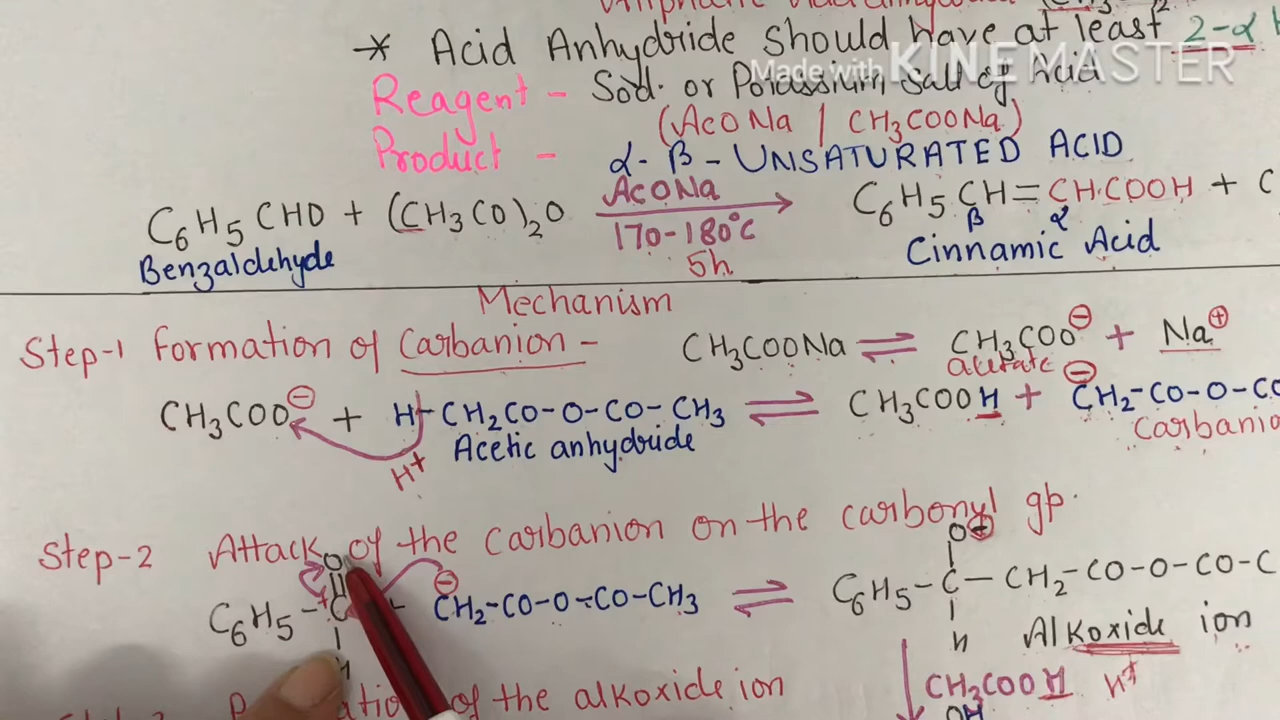 * Acid Anhydride should have at least 2-α
Made with KINEMASTER
Reagent - Sod. or Potassium salt of Acid
(AcONa / CH₃COONa)
Product - α-β-UNSATURATED ACID
C₆H₅CHO + (CH₃CO)₂O AcONa 170-180°C 5h → C₆H₅CH=CH·COOH + C
β α
Benzaldehyde Cinnamic Acid
Mechanism
Step-1 Formation of Carbanion - CH₃COONa ⇌ CH₃COO⊖ + Na⊕
acetate
CH₃COO⊖ + H-CH₂CO-O-CO-CH₃ ⇌ CH₃COOH + ⊖CH₂-CO-O-CO
H⁺ Acetic anhydride
Step-2 Attack of the carbanion on the carbonyl gp.
C₆H₅-C ⊖CH₂-CO-O-CO-CH₃ ⇌ C₆H₅-C-CH₂-CO-O-CO-C
O O⊖
H H Alkoxide ion
of the alkoxide ion
CH₃COOH H⁺
OH